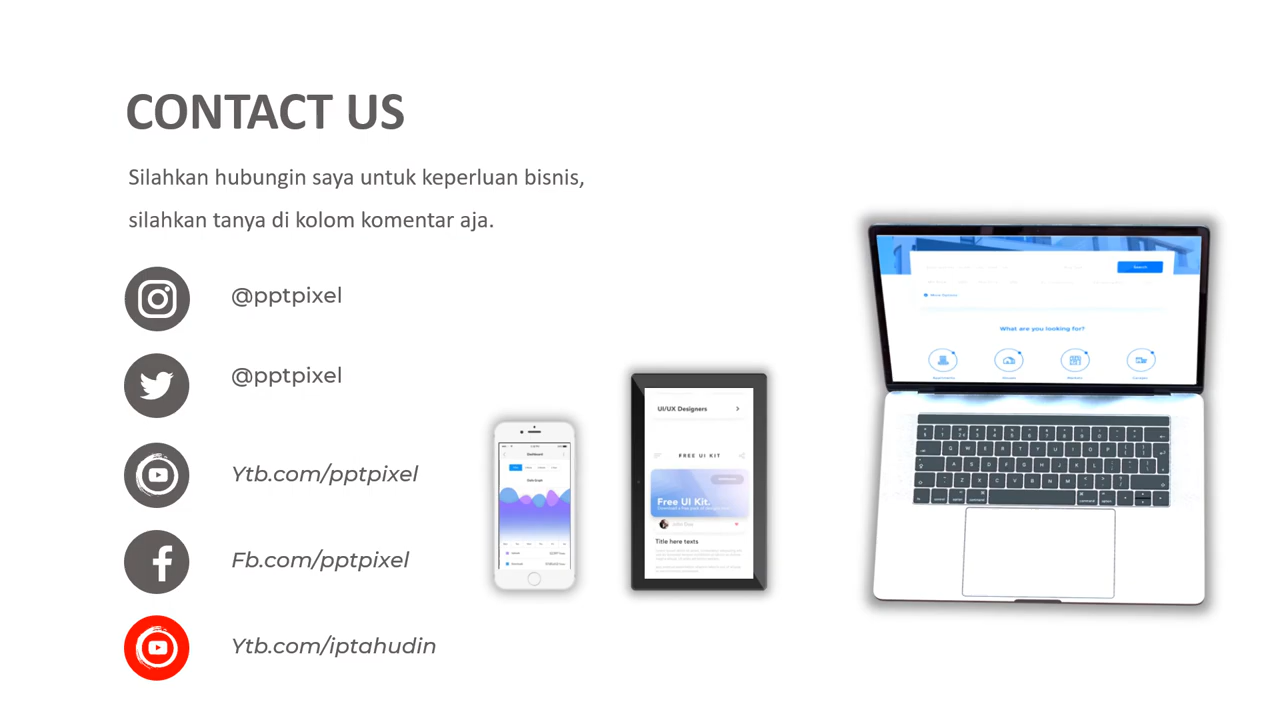 CONTACT US
Silahkan hubungin saya untuk keperluan bisnis,
silahkan tanya di kolom komentar aja.
@pptpixel
@pptpixel
Ytb.com/pptpixel
Fb.com/pptpixel
Ytb.com/iptahudin
Dashboard
UI/UX Designers
FREE UI KIT
Free UI Kit.
Title here texts
Search
What are you looking for?